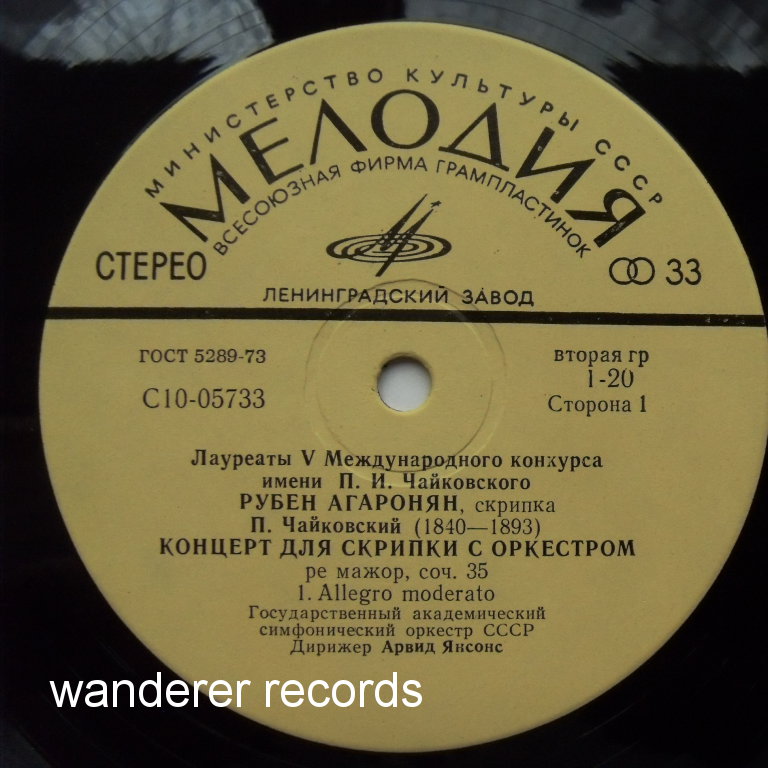 МИНИСТЕРСТВО КУЛЬТУРЫ СССР
МЕЛОДИЯ
ВСЕСОЮЗНАЯ ФИРМА ГРАМПЛАСТИНОК
СТЕРЕО
33
ЛЕНИНГРАДСКИЙ ЗАВОД
ГОСТ 5289-73
вторая гр
1-20
С10-05733
Сторона 1
Лауреаты V Международного конкурса
имени П. И. Чайковского
РУБЕН АГАРОНЯН, скрипка
П. Чайковский (1840—1893)
КОНЦЕРТ ДЛЯ СКРИПКИ С ОРКЕСТРОМ
ре мажор, соч. 35
1. Allegro moderato
Государственный академический
симфонический оркестр СССР
Дирижер Арвид Янсонс
wanderer records